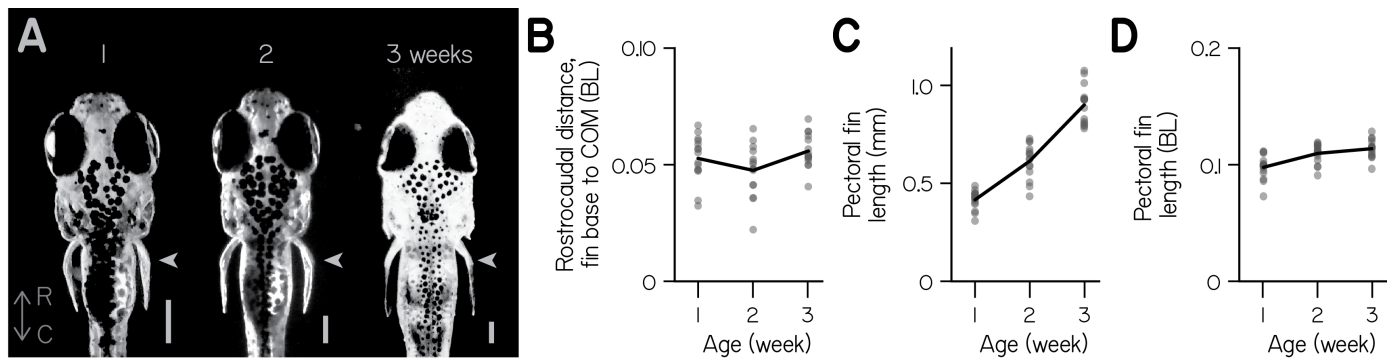 A
1
2
3 weeks
R
C
B
Rostrocaudal distance,
fin base to COM (BL)
0.10
0.05
0
1
2
3
Age (week)
C
Pectoral fin
length (mm)
1.0
0.5
0
1
2
3
Age (week)
D
Pectoral fin
length (BL)
0.2
0.1
0
1
2
3
Age (week)